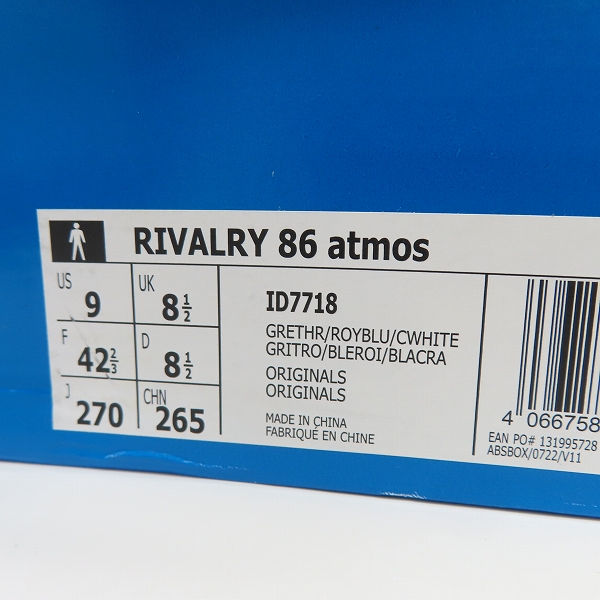 RIVALRY 86 atmos
US 9 UK 8 1/2
F 42 2/3 D 8 1/2
J 270 CHN 265
ID7718
GRETHR/ROYBLU/CWHITE
GRITRO/BLEROI/BLACRA
ORIGINALS
ORIGINALS
MADE IN CHINA
FABRIQUÉ EN CHINE
4 066758
EAN PO# 131995728
ABSBOX/0722/V11